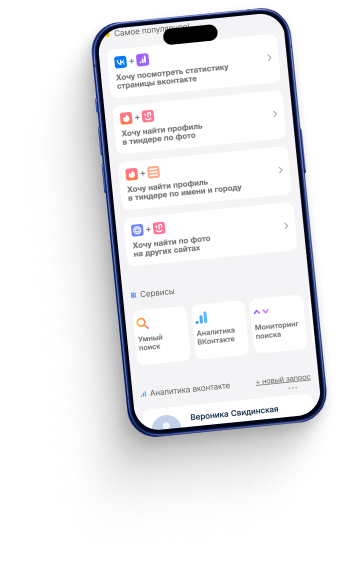 Самое популярное!
+
Хочу посмотреть статистику
страницы вконтакте
+
Хочу найти профиль
в тиндере по фото
+
Хочу найти профиль
в тиндере по имени и городу
+
Хочу найти по фото
на других сайтах
Сервисы
Умный
поиск
Аналитика
ВКонтакте
Мониторинг
поиска
Аналитика вконтакте
+ новый запрос
Вероника Свидинская